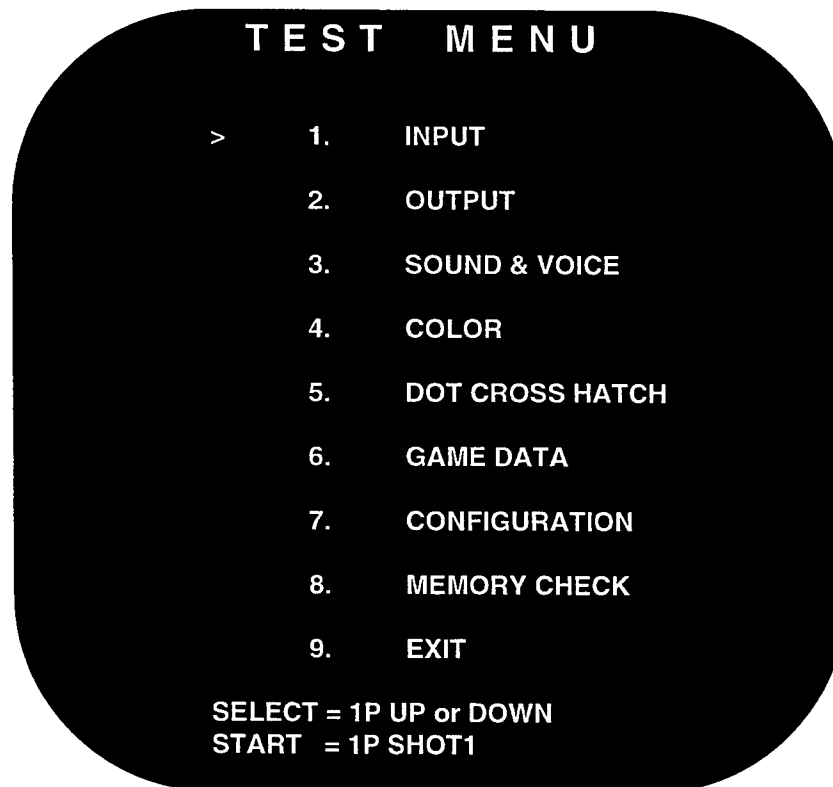 TEST MENU
> 1. INPUT
2. OUTPUT
3. SOUND & VOICE
4. COLOR
5. DOT CROSS HATCH
6. GAME DATA
7. CONFIGURATION
8. MEMORY CHECK
9. EXIT
SELECT = 1P UP or DOWN
START = 1P SHOT1